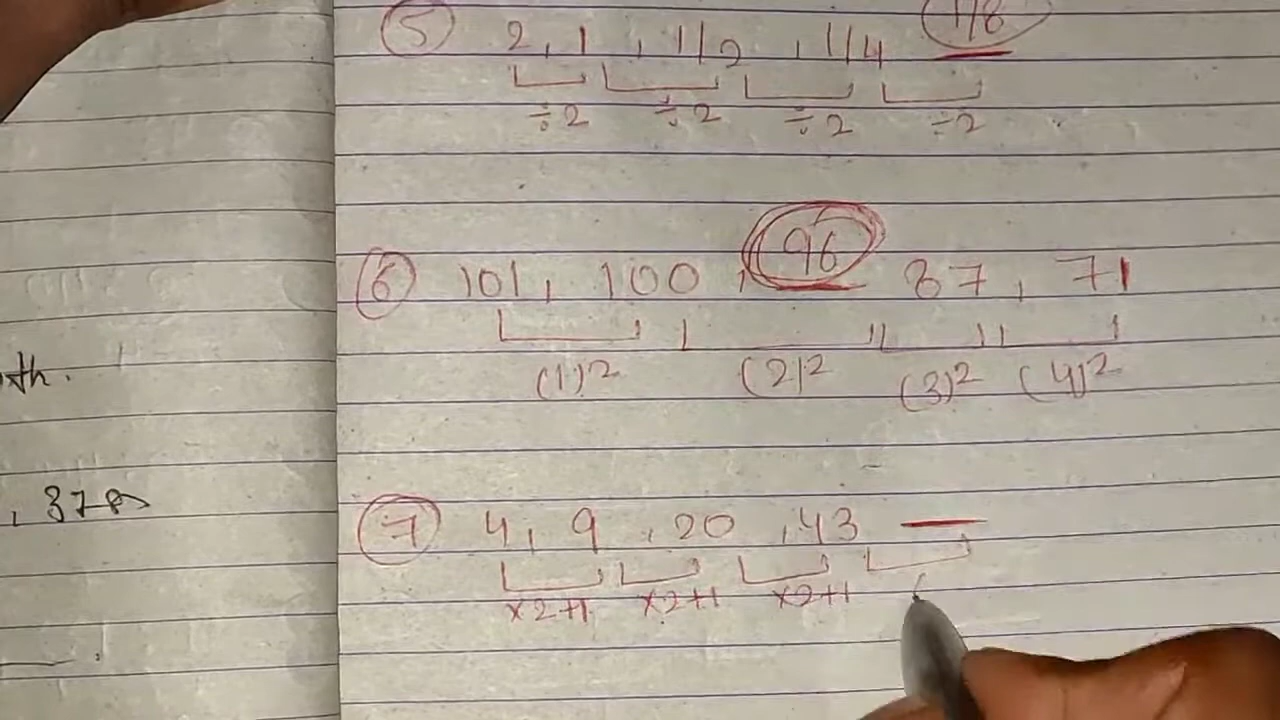 th.
, 378
⑤ 2, 1, 1/2, 1/4 1/8
÷2 ÷2 ÷2 ÷2
⑥ 101, 100, 96 87, 71
(1)² (2)² (3)² (4)²
⑦ 4, 9, 20, 43 —
×2+1 ×2+1 ×2+1